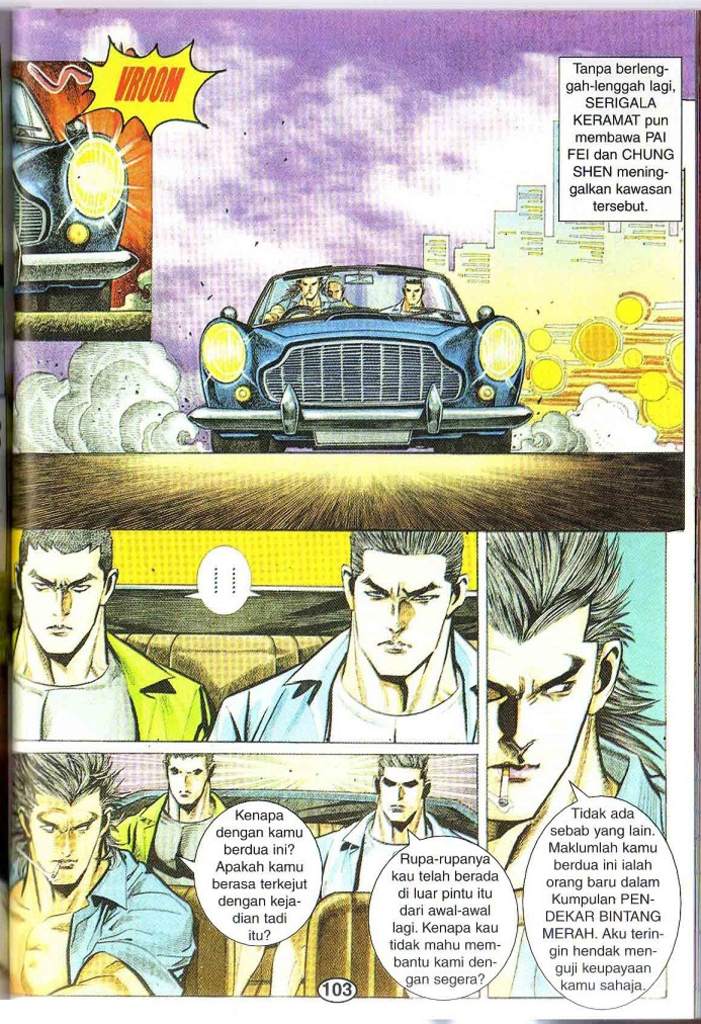 VROOM
Tanpa berleng-
gah-lenggah lagi,
SERIGALA
KERAMAT pun
membawa PAI
FEI dan CHUNG
SHEN mening-
galkan kawasan
tersebut.
! ! !
Kenapa
dengan kamu
berdua ini?
Apakah kamu
berasa terkejut
dengan keja-
dian tadi
itu?
Rupa-rupanya
kau telah berada
di luar pintu itu
dari awal-awal
lagi. Kenapa kau
tidak mahu mem-
bantu kami den-
gan segera?
Tidak ada
sebab yang lain.
Maklumlah kamu
berdua ini ialah
orang baru dalam
Kumpulan PEN-
DEKAR BINTANG
MERAH. Aku terin-
gin hendak men-
guji keupayaan
kamu sahaja.
103